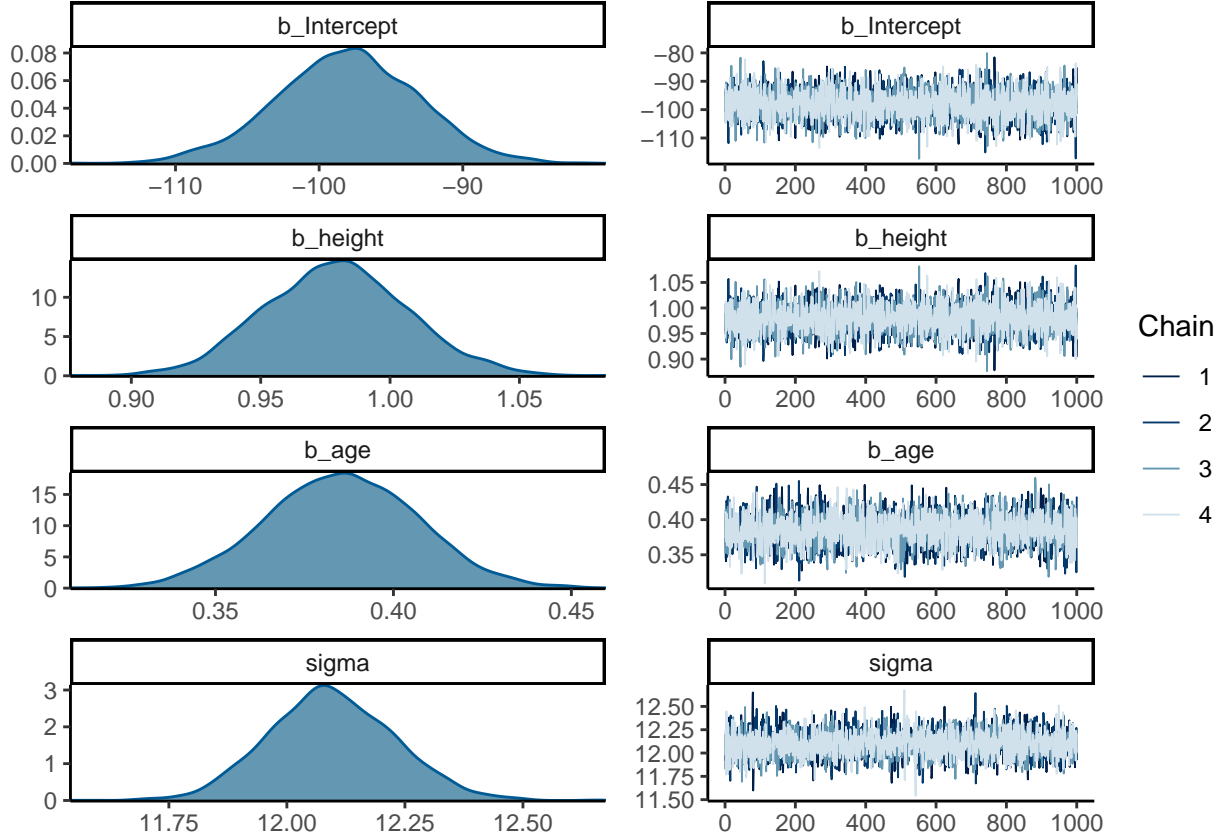 b_Intercept
0.08
0.06
0.04
0.02
0.00
−110 −100 −90
b_Intercept
−80
−90
−100
−110
0 200 400 600 800 1000
b_height
10
5
0
0.90 0.95 1.00 1.05
b_height
1.05
1.00
0.95
0.90
0 200 400 600 800 1000
b_age
15
10
5
0
0.35 0.40 0.45
b_age
0.45
0.40
0.35
0 200 400 600 800 1000
sigma
3
2
1
0
11.75 12.00 12.25 12.50
sigma
12.50
12.25
12.00
11.75
11.50
0 200 400 600 800 1000
Chain
1
2
3
4